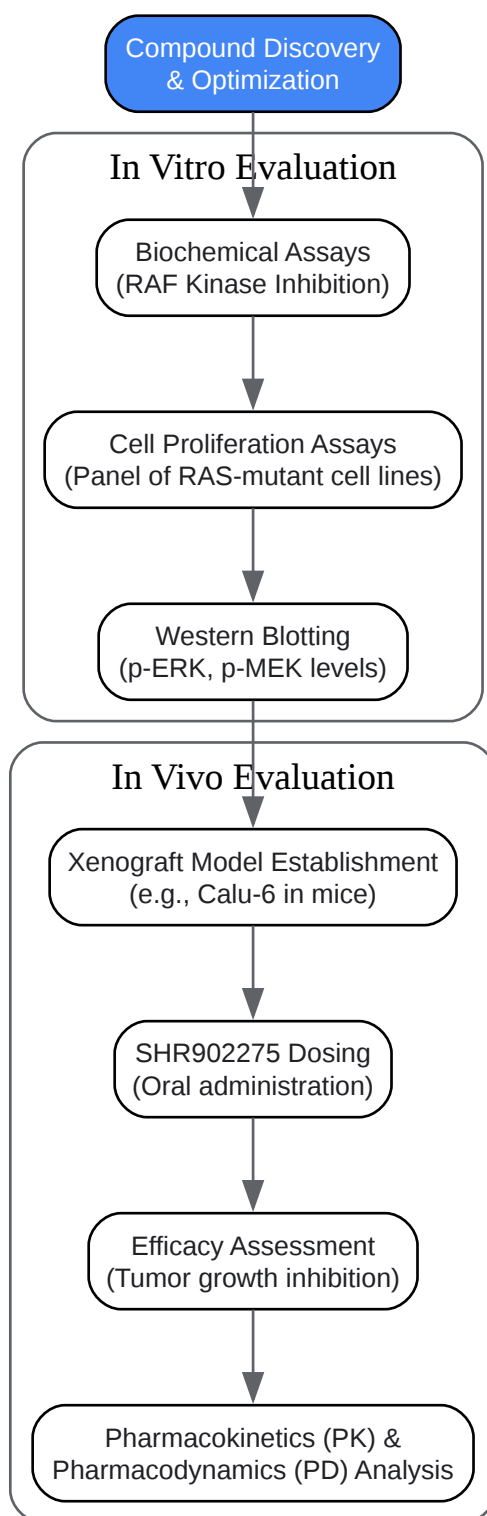 Compound Discovery
& Optimization
In Vitro Evaluation
Biochemical Assays
(RAF Kinase Inhibition)
Cell Proliferation Assays
(Panel of RAS-mutant cell lines)
Western Blotting
(p-ERK, p-MEK levels)
In Vivo Evaluation
Xenograft Model Establishment
(e.g., Calu-6 in mice)
SHR902275 Dosing
(Oral administration)
Efficacy Assessment
(Tumor growth inhibition)
Pharmacokinetics (PK) &
Pharmacodynamics (PD) Analysis